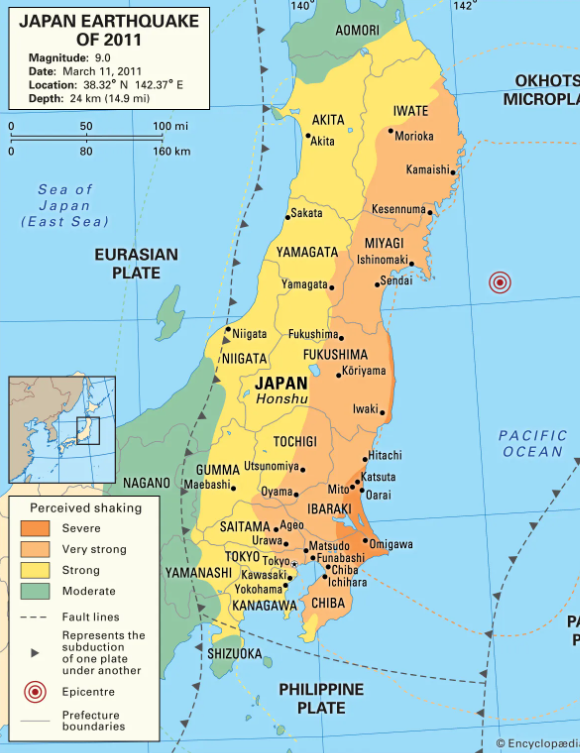 JAPAN EARTHQUAKE
OF 2011
Magnitude: 9.0
Date: March 11, 2011
Location: 38.32° N 142.37° E
Depth: 24 km (14.9 mi)
140°
142°
0 100 mi
0 80 160 km
AOMORI
OKHOTS
MICROPLA
AKITA
Akita
IWATE
Morioka
Kamaishi
Sea of
Japan
(East Sea)
Sakata
Kesennuma
EURASIAN
PLATE
YAMAGATA
Yamagata
MIYAGI
Ishinomaki
Sendai
Niigata
NIIGATA
Fukushima
FUKUSHIMA
Kōriyama
JAPAN
Honshu
Iwaki
PACIFIC
OCEAN
TOCHIGI
Hitachi
NAGANO
GUMMA
Maebashi
Utsunomiya
Oyama
Katsuta
Mito
Oarai
IBARAKI
SAITAMA
Ageo
Urawa
Omigawa
TOKYO
Tokyo
Matsudo
Funabashi
Chiba
Ichihara
YAMANASHI
Kawasaki
Yokohama
KANAGAWA
CHIBA
SHIZUOKA
PHILIPPINE
PLATE
PA
P
Perceived shaking
Severe
Very strong
Strong
Moderate
Fault lines
Represents the
subduction
of one plate
under another
Epicentre
Prefecture
boundaries
© Encyclopædi